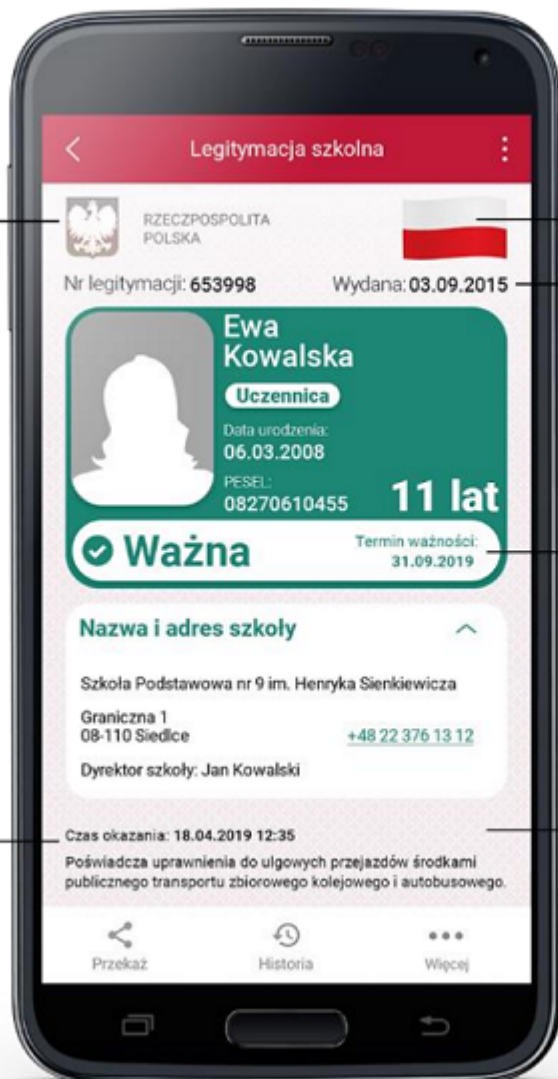 Legitymacja szkolna
RZECZPOSPOLITA
POLSKA
Nr legitymacji: 653998 Wydana: 03.09.2015
Ewa
Kowalska
Uczennica
Data urodzenia:
06.03.2008
PESEL:
08270610455
11 lat
Ważna
Termin ważności:
31.09.2019
Nazwa i adres szkoły
Szkoła Podstawowa nr 9 im. Henryka Sienkiewicza
Graniczna 1
08-110 Siedlce
+48 22 376 13 12
Dyrektor szkoły: Jan Kowalski
Czas okazania: 18.04.2019 12:35
Poświadcza uprawnienia do ulgowych przejazdów środkami
publicznego transportu zbiorowego kolejowego i autobusowego.
Przekaż Historia Więcej